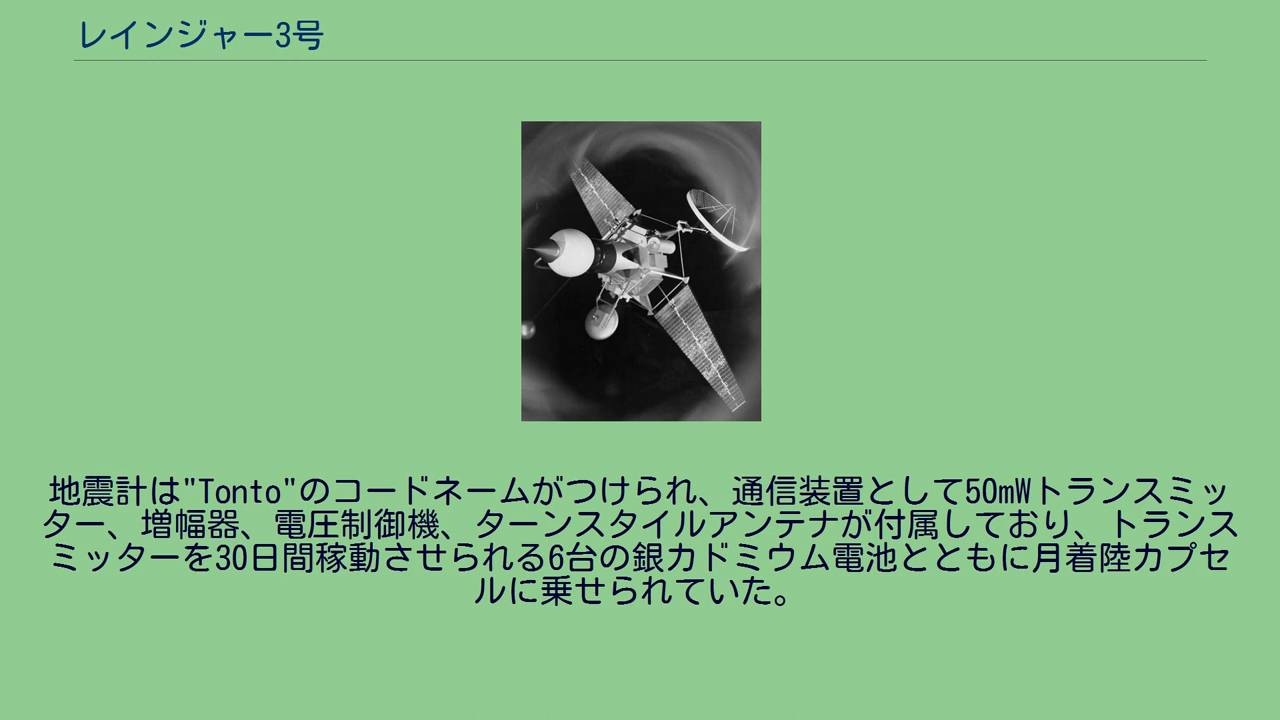 レインジャー3号
地震計は"Tonto"のコードネームがつけられ、通信装置として50mWトランスミッ
ター、増幅器、電圧制御機、ターンスタイルアンテナが付属しており、トランス
ミッターを30日間稼動させられる6台の銀カドミウム電池とともに月着陸カプセ
ルに乗せられていた。